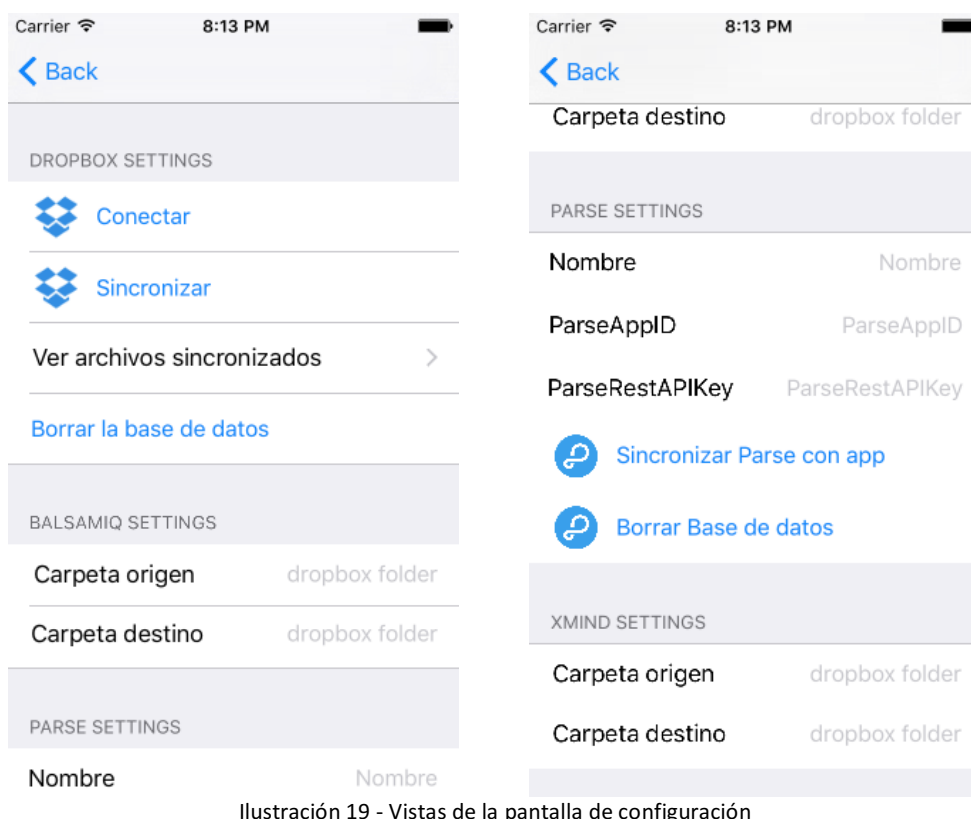 Carrier 8:13 PM
Back
DROPBOX SETTINGS
Conectar
Sincronizar
Ver archivos sincronizados
Borrar la base de datos
BALSAMIQ SETTINGS
Carpeta origen dropbox folder
Carpeta destino dropbox folder
PARSE SETTINGS
Nombre Nombre
Carrier 8:13 PM
Back
Carpeta destino dropbox folder
PARSE SETTINGS
Nombre Nombre
ParseAppID ParseAppID
ParseRestAPIKey ParseRestAPIKey
Sincronizar Parse con app
Borrar Base de datos
XMIND SETTINGS
Carpeta origen dropbox folder
Carpeta destino dropbox folder
Ilustración 19 - Vistas de la pantalla de configuración